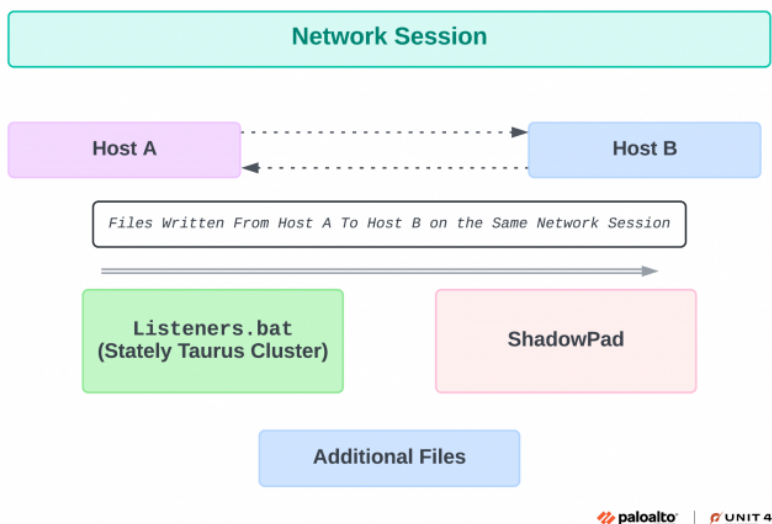 Network Session
Host A
Host B
Files Written From Host A To Host B on the Same Network Session
Listeners.bat
(Stately Taurus Cluster)
ShadowPad
Additional Files
paloalto
UNIT 4